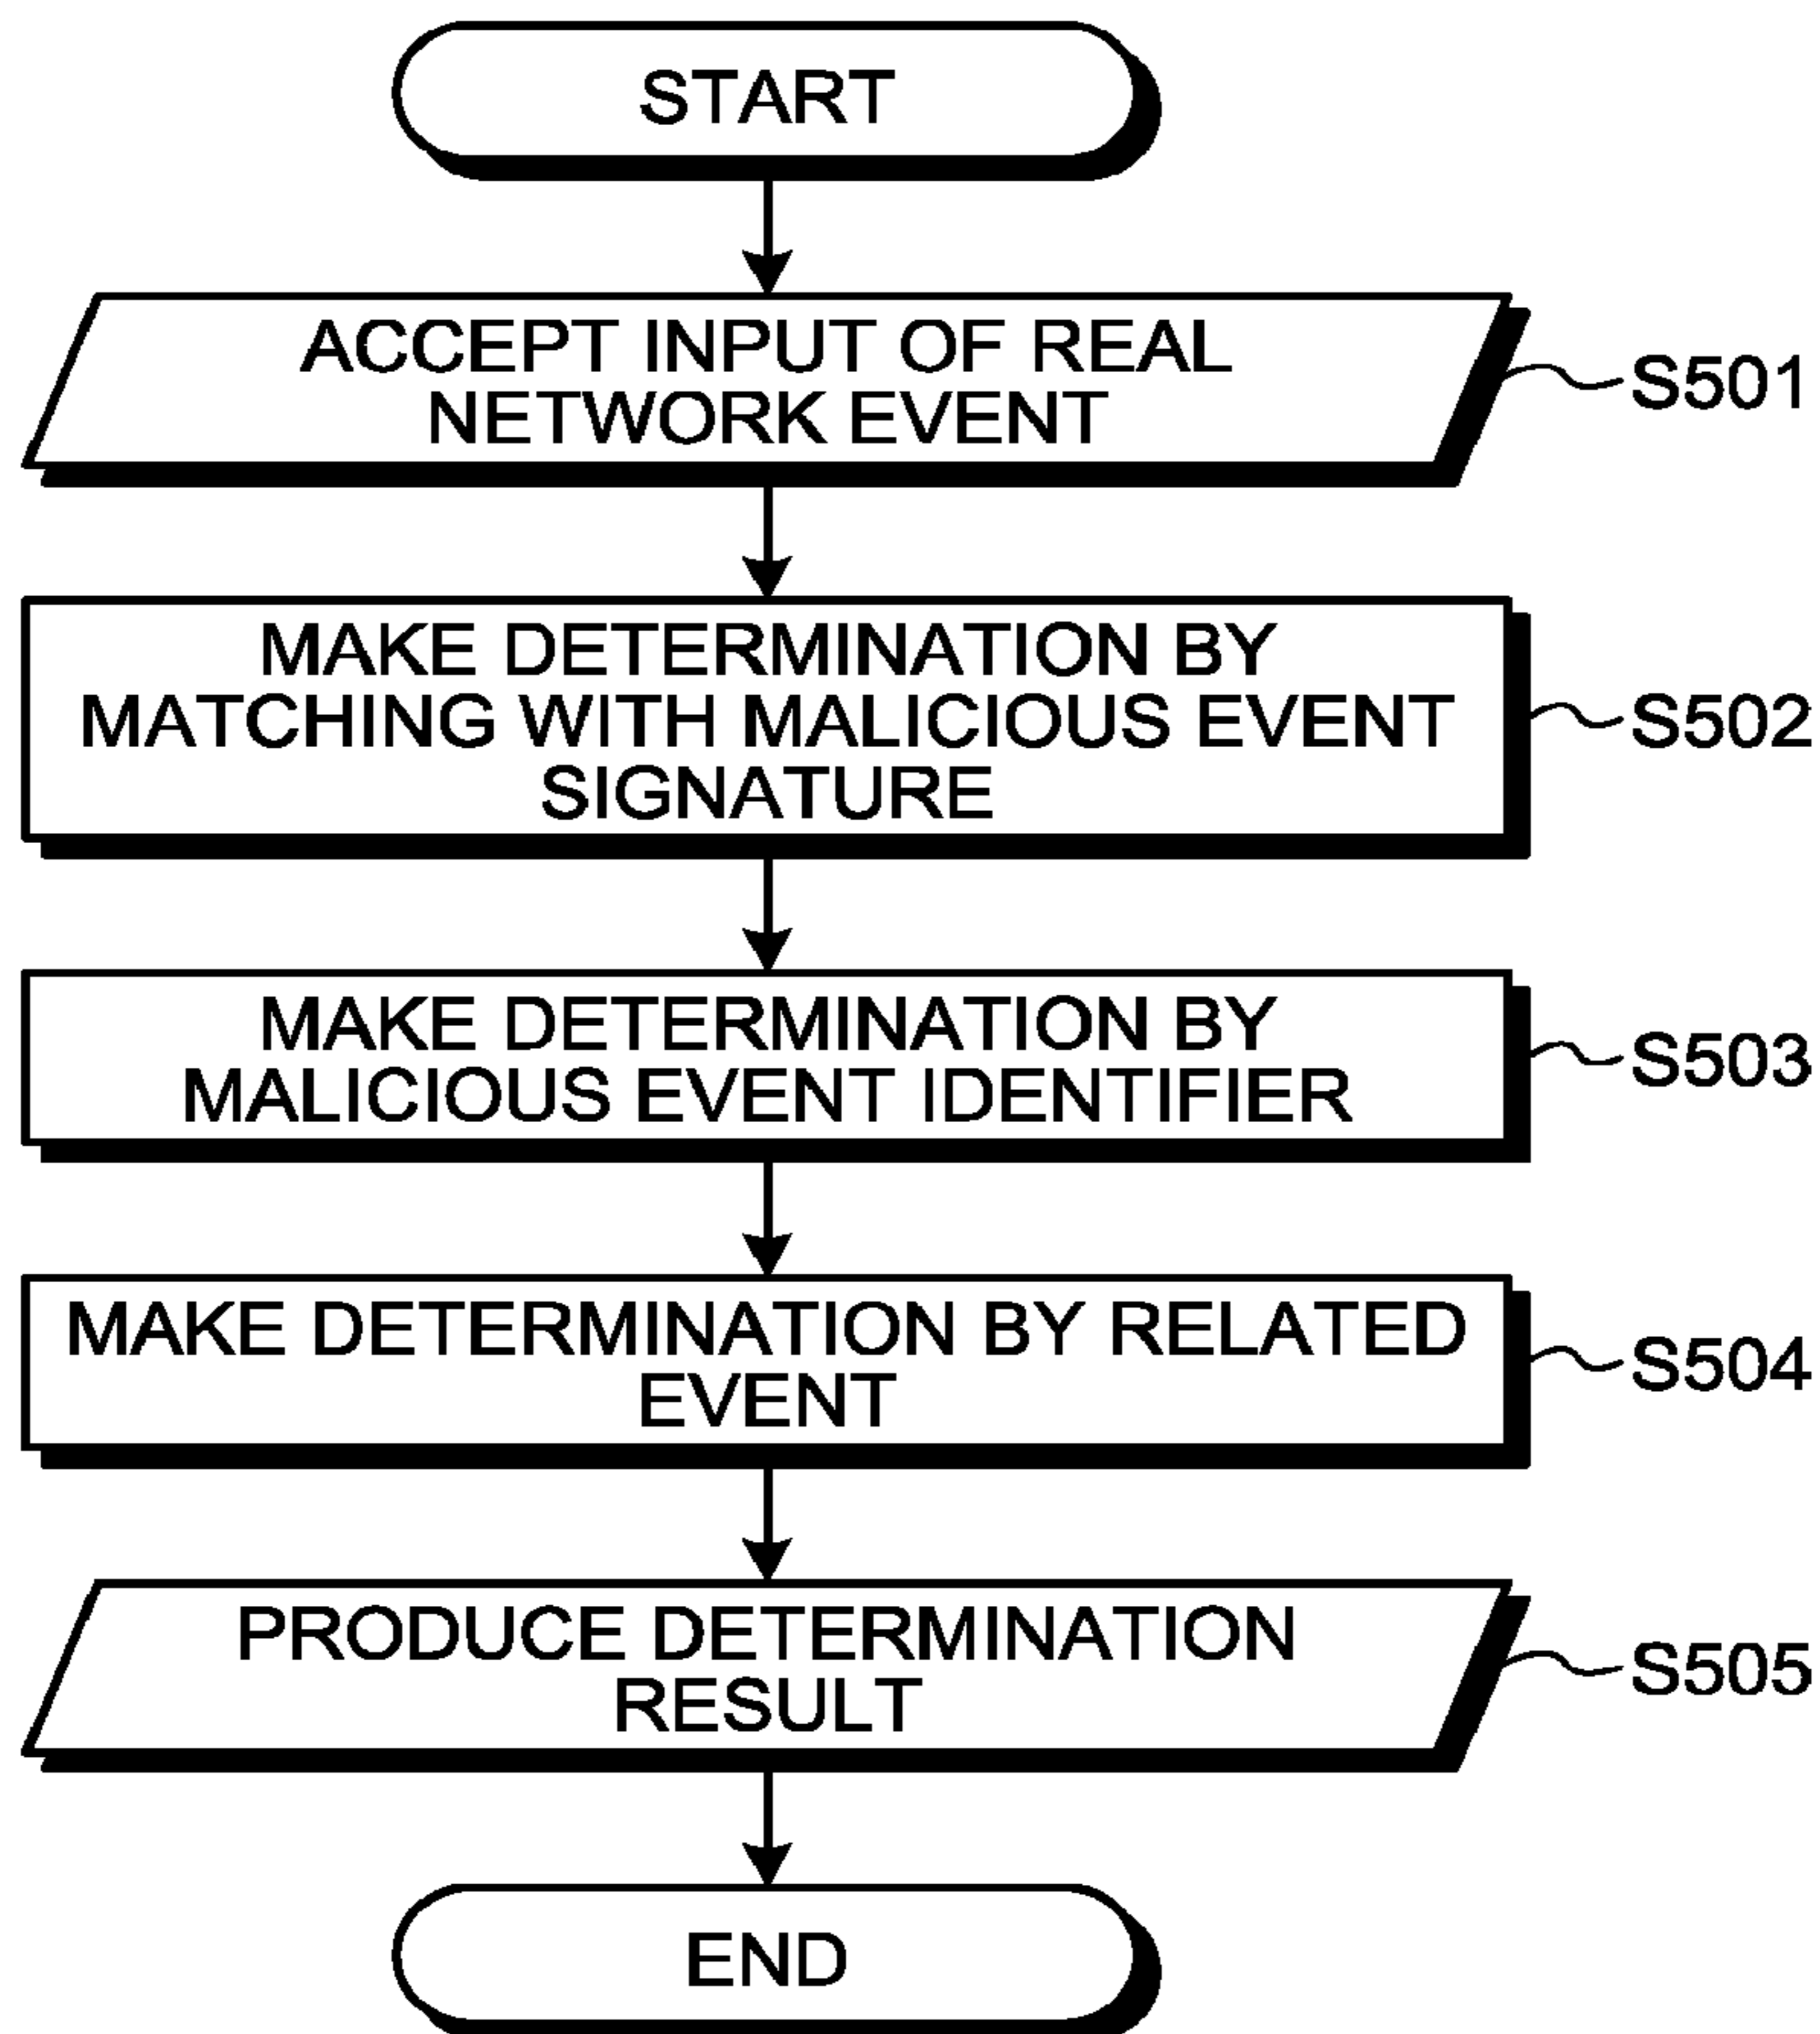 START
ACCEPT INPUT OF REAL
NETWORK EVENT
S501
MAKE DETERMINATION BY
MATCHING WITH MALICIOUS EVENT
SIGNATURE
S502
MAKE DETERMINATION BY
MALICIOUS EVENT IDENTIFIER
S503
MAKE DETERMINATION BY RELATED
EVENT
S504
PRODUCE DETERMINATION
RESULT
S505
END